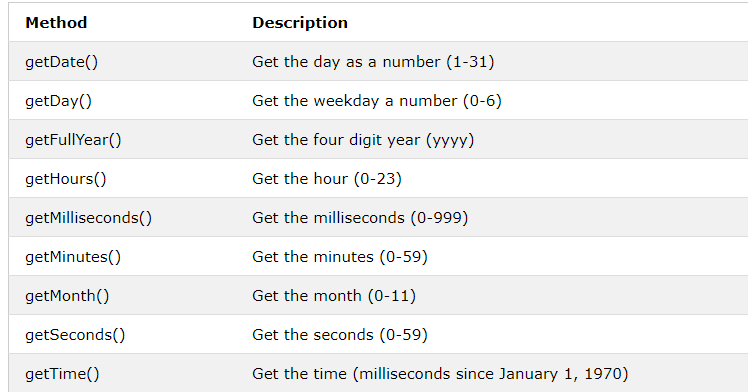 Method Description
getDate() Get the day as a number (1-31)
getDay() Get the weekday a number (0-6)
getFullYear() Get the four digit year (yyyy)
getHours() Get the hour (0-23)
getMilliseconds() Get the milliseconds (0-999)
getMinutes() Get the minutes (0-59)
getMonth() Get the month (0-11)
getSeconds() Get the seconds (0-59)
getTime() Get the time (milliseconds since January 1, 1970)